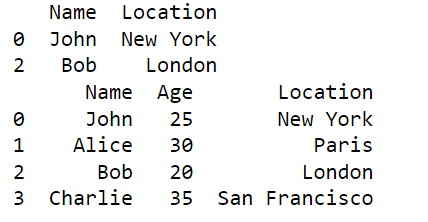 Name Location
0 John New York
2 Bob London
Name Age Location
0 John 25 New York
1 Alice 30 Paris
2 Bob 20 London
3 Charlie 35 San Francisco